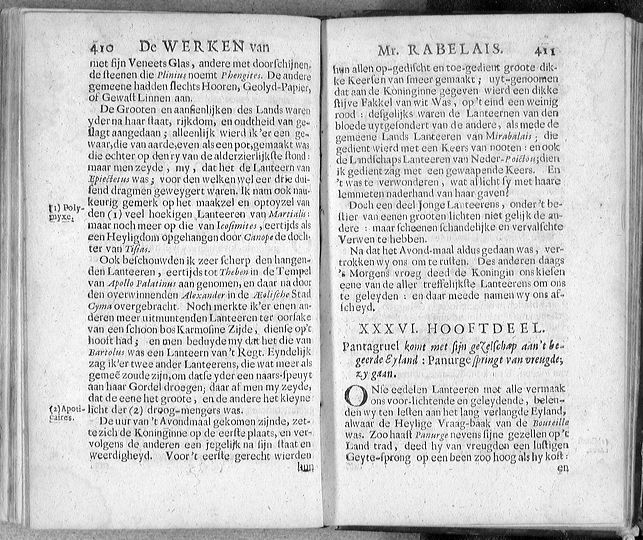 410 De WERKEN van
met sijn Veneets Glas, andere met doorschijnen-
de steenen die Plinius noemt Phengites. De andere
gemeene hadden slechts Hooren, Geolyd-Papier,
of Gewast Linnen aan.
De Grooten en aansienlijken des Lands waren
yder na haar staat, rijkdom, en oudtheid van ge-
slagt aangedaan; alleenlijk wierd ik 'er een ge-
waar, die van aarde, even als een pot, gemaakt was
die echter op den ry van de alderzierlijkste stond:
maar men zeyde, my, dat het de Lanteern van
Epictetus was; voor den welken wel eer drie dui-
send dragmen geweygert waren. Ik nam ook nau-
keurig gemerk op het maakzel en optoyzel van
(1) Poly-
myxe.
den (1) veel hoekigen Lanteeren van Martialis:
maar noch meer op die van Icosimites, eertijds als
een Heyligdom opgehangen door Canope de doch-
ter van Tisias.
Ook beschouwden ik zeer scherp den hangen-
den Lanteeren, eertijds tot Theben in de Tempel
van Apollo Palatinus aan genomen, en daar na door
den overwinnenden Alexander in de Æolische Stad
Cyma overgebracht. Noch merkte ik 'er enen an-
deren meer uitmuntenden Lanteeren ter oorsake
van een schoon bos Karmosine Zijde, die nse op 't
hooft had; en men beduyde my dat het die van
Bartolus was een Lanteern van 't Regt. Eyndelijk
zag ik 'er twee ander Lanteerens, die wat meer als
gemeē zoude zijn, om datse yder een naars-speuyt
aan haar Gordel droegen; daar af men my zeyde,
dat de eene het groote, en de andere het kleyne
(2) Apoti-
caires.
licht der (2) droog-mengers was.
De uur van 't Avondmaal gekomen zijnde, zet-
te zich de Koninginne op de eerste plaats, en ver-
volgens de anderen een jegelijk na sijn staat en
weerdigheyd. Voor 't eerste gerecht wierden
hun
Mr. RABELAIS. 411
hun allen op-gedischt en toe-gedient groote dik-
ke Keersen van smeer gemaakt; uyt-genoomen
dat aan de Koninginne gegeven wierd een dikke
stijve Fakkel van wit Was, op 't eind een weinig
rood: desgelijks waren de Lanteernen van den
bloede uytgesondert van de andere, als mede de
gemeene Lands Lanteeren van Mirabalais; die
gedient wierd met een Kears van nooten: en ook
de Landschaps Lanteeren van Neder-Poictou, dien
ik gedient zag met een gewaapende Keers. En
't was te verwonderen, wat al licht sy met haare
lemmeten naderhand van haar gaven!
Doch een deel jonge Lanteerens, onder 't be-
stier van eenen grooten lichten niet gelijk de an-
dere: maar scheenen schandelijke en vervalschte
Verwen te hebben.
Na dat het Avond-maal aldus gedaan was, ver-
trokken wy ons om te rusten. Des anderen daags
's Morgens vroeg deed de Koningin ons kiesen
eene van de aller treffelijkste Lanteerens om ons
te geleyden: en daar mede namen wy ons af-
scheyd.
XXXVI. HOOFTDEEL.
Pantagruel komt met sijn gezelschap aan 't be-
geerde Eyland: Panurge springt van vreugde,
zy gaan.
ONse eedelen Lanteeren met alle vermaak
ons voor-lichtende en geleydende, belen-
den wy ten lesten aan het lang verlangde Eyland,
alwaar de Heylige Vraag-baak van de Bouteilla
was. Zoo haast Panurge nevens sijne gezellen op 't
Land trad, deed hy van vreugden een lustigen
Geyte-sprong op een been zoo hoog als hy kost:
en